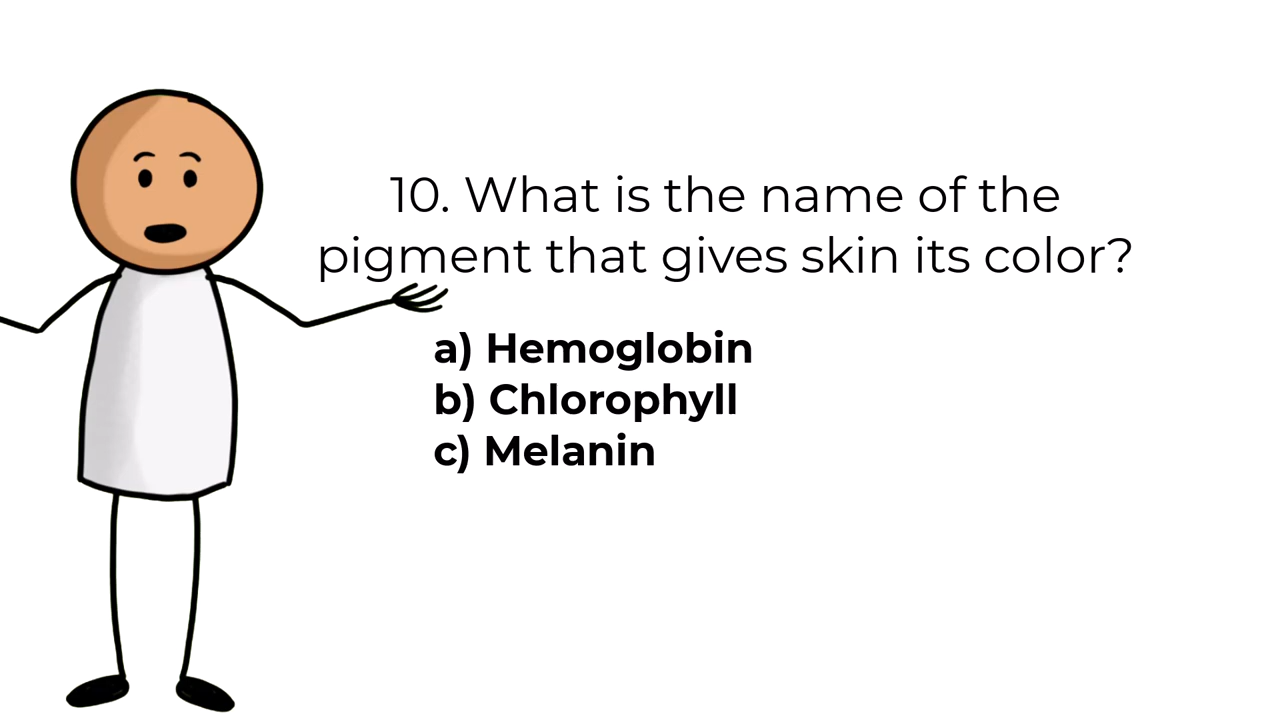 10. What is the name of the
pigment that gives skin its color?
a) Hemoglobin
b) Chlorophyll
c) Melanin